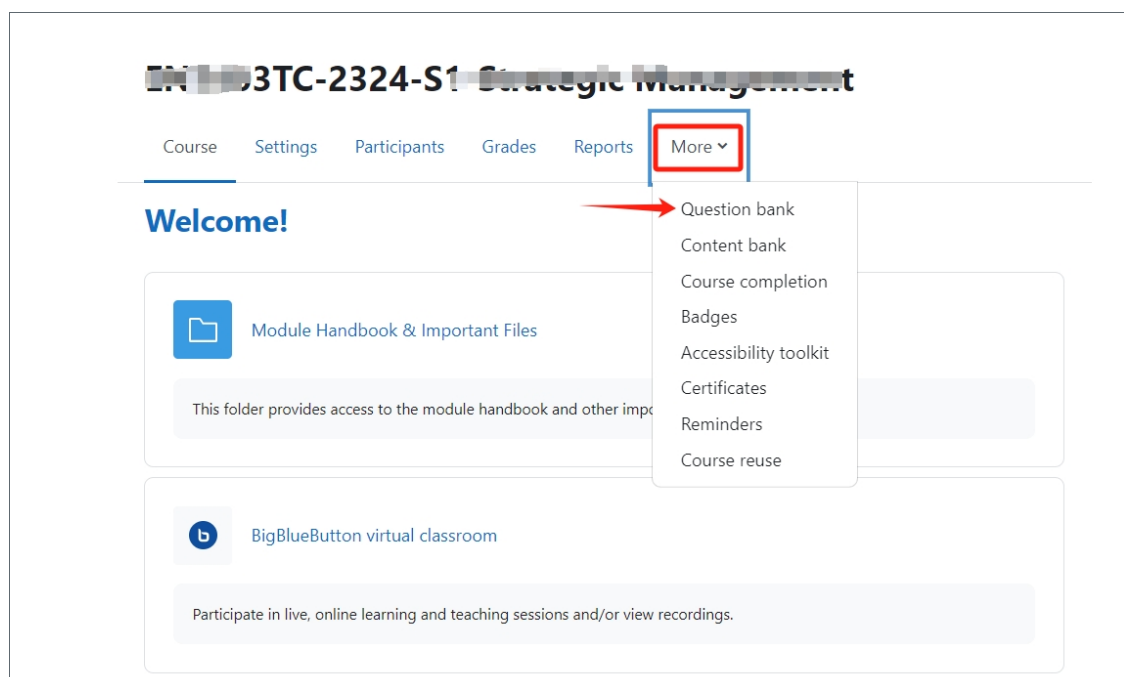 3TC-2324-S1 Strategic Management
Course Settings Participants Grades Reports More
Question bank
Content bank
Course completion
Badges
Accessibility toolkit
Certificates
Reminders
Course reuse
Welcome!
Module Handbook & Important Files
This folder provides access to the module handbook and other
BigBlueButton virtual classroom
Participate in live, online learning and teaching sessions and/or view recordings.